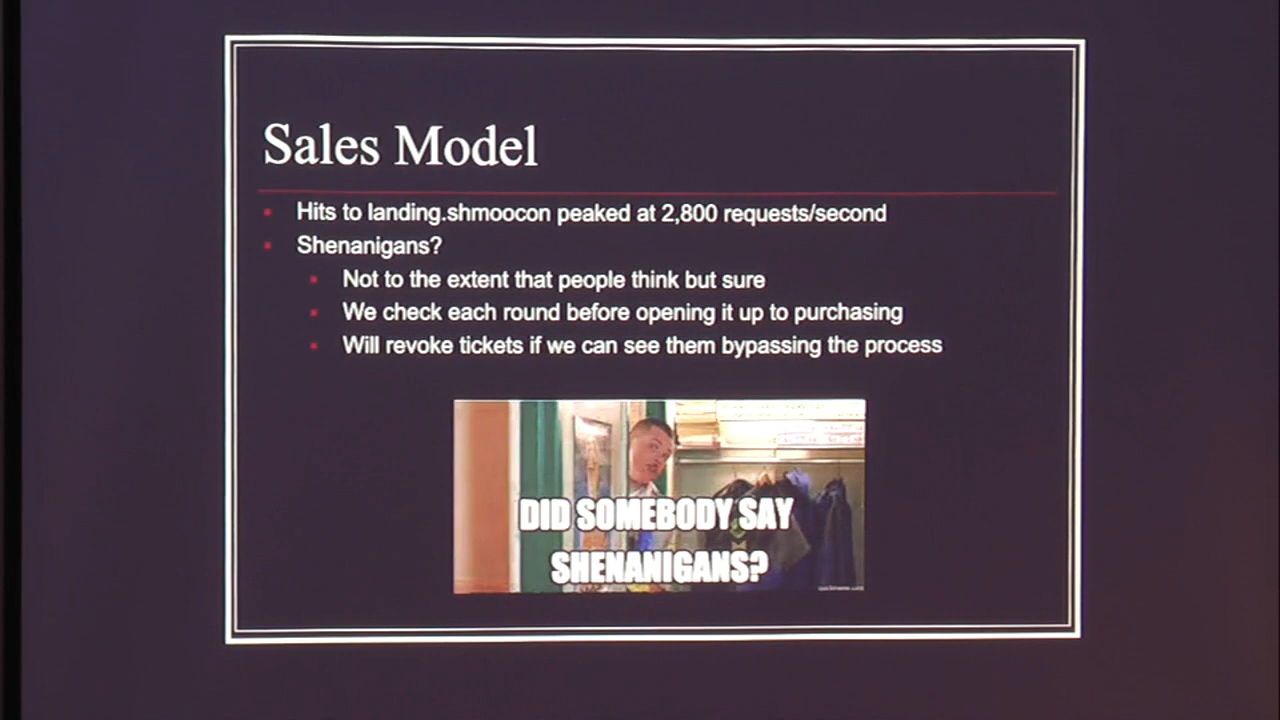 Sales Model
Hits to landing.shmoocon peaked at 2,800 requests/second
Shenanigans?
Not to the extent that people think but sure
We check each round before opening it up to purchasing
Will revoke tickets if we can see them bypassing the process
DID SOMEBODY SAY
SHENANIGANS?